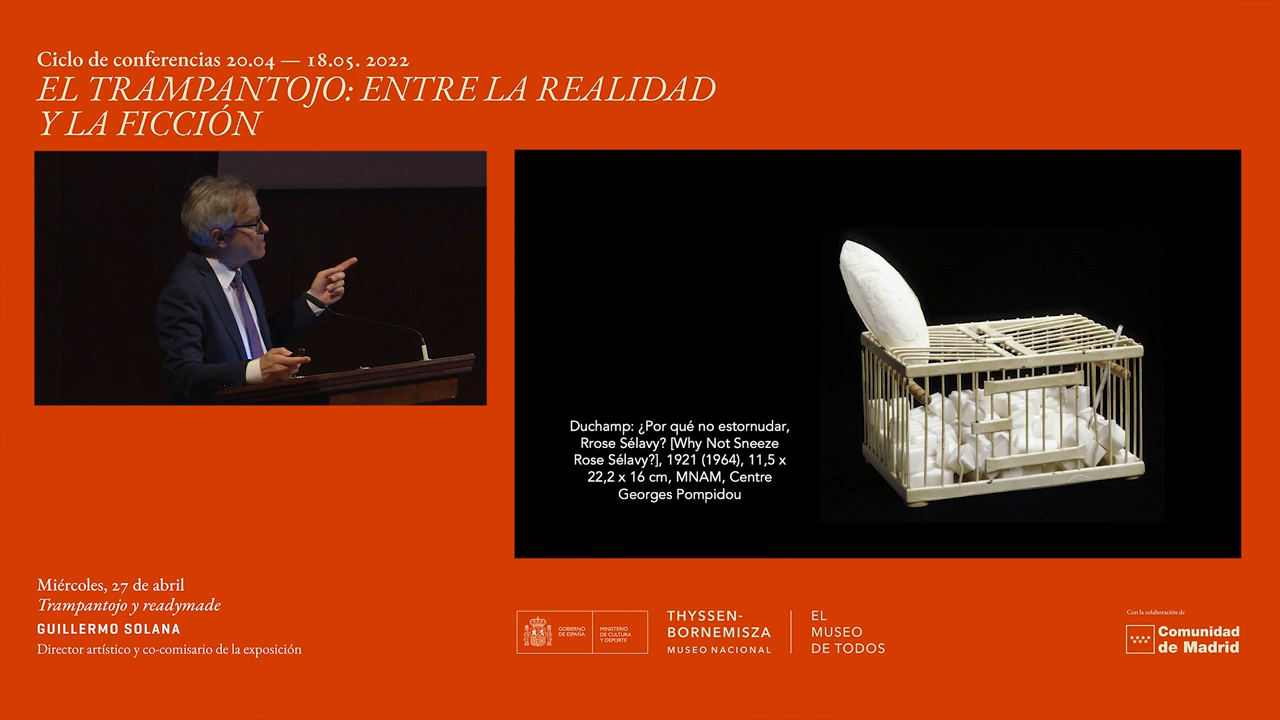 Ciclo de conferencias 20.04 — 18.05. 2022
EL TRAMPANTOJO: ENTRE LA REALIDAD
Y LA FICCIÓN
Duchamp: ¿Por qué no estornudar,
Rrose Sélavy? [Why Not Sneeze
Rose Sélavy?], 1921 (1964), 11,5 x
22,2 x 16 cm, MNAM, Centre
Georges Pompidou
Miércoles, 27 de abril
Trampantojo y readymade
GUILLERMO SOLANA
Director artístico y co-comisario de la exposición
GOBIERNO
DE ESPAÑA
MINISTERIO
DE CULTURA
Y DEPORTE
THYSSEN-
BORNEMISZA
MUSEO NACIONAL
EL
MUSEO
DE TODOS
Con la colaboración de
Comunidad
de Madrid